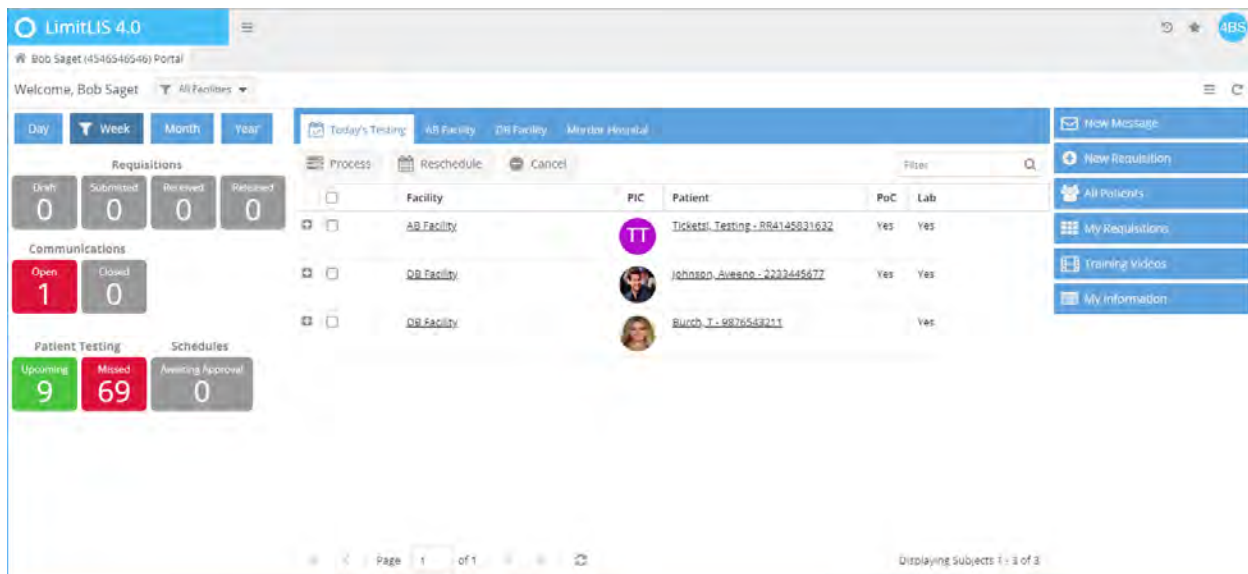 LimitLIS 4.0
4BS
Bob Saget (4546546546) Portal
Welcome, Bob Saget All Facilities
Day Week Month Year
Requisitions
Draft Submitted Received Released
0 0 0 0
Communications
Open Closed
1 0
Patient Testing Schedules
Upcoming Missed Awaiting Approval
9 69 0
Today's Testing AB Facility DB Facility Mordor Hospital
Process Reschedule Cancel Filter
Facility PIC Patient PoC Lab
AB Facility TT Ticketsl, Testing - RR4145831632 Yes Yes
DB Facility Johnson, Aveeno - 2233445677 Yes Yes
DB Facility Burch, T - 9876543211 Yes
Page 1 of 1 Displaying Subjects 1 - 3 of 3
New Message
New Requisition
All Patients
My Requisitions
Training Videos
My Information